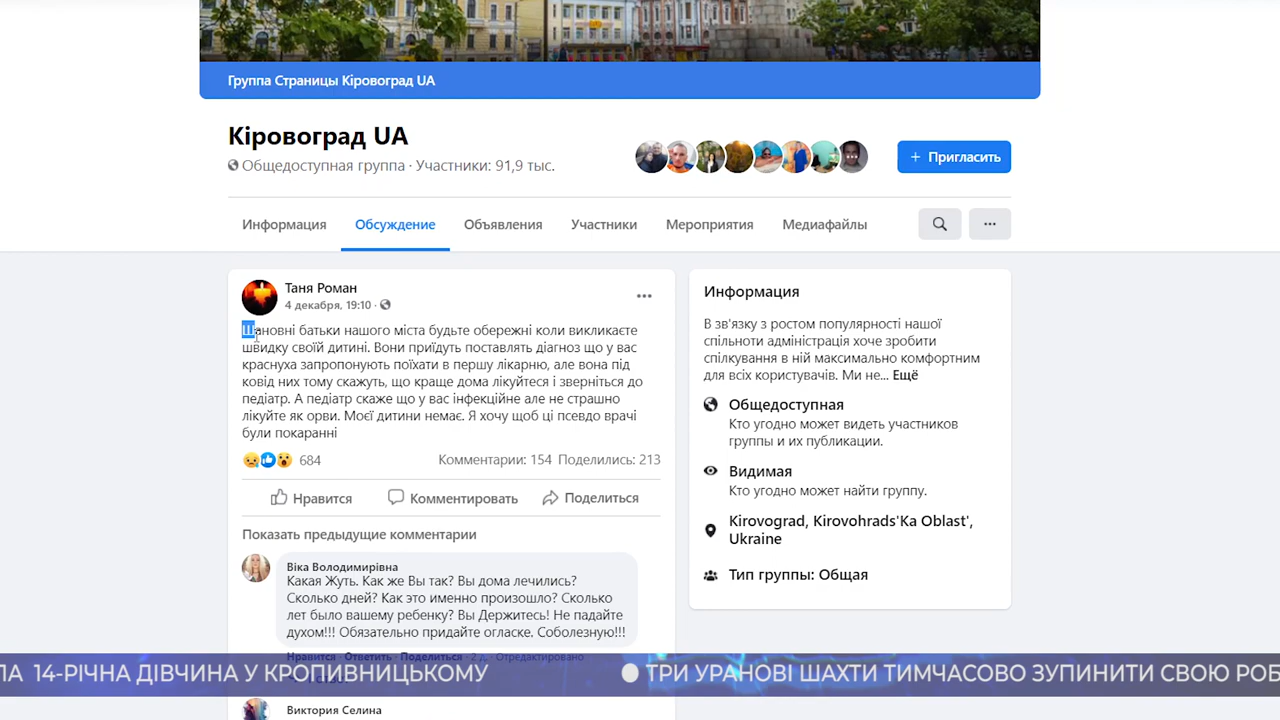 Группа Страницы Кіровоград UA
Кіровоград UA
Общедоступная группа · Участники: 91,9 тыс.
+ Пригласить
Информация Обсуждение Объявления Участники Мероприятия Медиафайлы
Таня Роман
4 декабря, 19:10 ·
Шановні батьки нашого міста будьте обережні коли викликаєте
швидку своїй дитині. Вони приїдуть поставлять діагноз що у вас
краснуха запропонують поїхати в першу лікарню, але вона під
ковід них тому скажуть, що краще дома лікуйтеся і зверніться до
педіатр. А педіатр скаже що у вас інфекційне але не страшно
лікуйте як орви. Моєї дитини немає. Я хочу щоб ці псевдо врачі
були покаранні
684 Комментарии: 154 Поделились: 213
Нравится Комментировать Поделиться
Показать предыдущие комментарии
Віка Володимирівна
Какая Жуть. Как же Вы так? Вы дома лечились?
Сколько дней? Как это именно произошло? Сколько
лет было вашему ребенку? Вы Держитесь! Не падайте
духом!!! Обязательно придайте огласке. Соболезную!!!
Нравится · Ответить · Поделиться · 2 д. · Отредактировано
Виктория Селина
Информация
В зв'язку з ростом популярності нашої
спільноти адміністрація хоче зробити
спілкування в ній максимально комфортним
для всіх користувачів. Ми не... Ещё
Общедоступная
Кто угодно может видеть участников
группы и их публикации.
Видимая
Кто угодно может найти группу.
Kirovograd, Kirovohrads'Ka Oblast',
Ukraine
Тип группы: Общая
ЛА 14-РІЧНА ДІВЧИНА У КРОПИВНИЦЬКОМУ ТРИ УРАНОВІ ШАХТИ ТИМЧАСОВО ЗУПИНИТИ СВОЮ РОБ